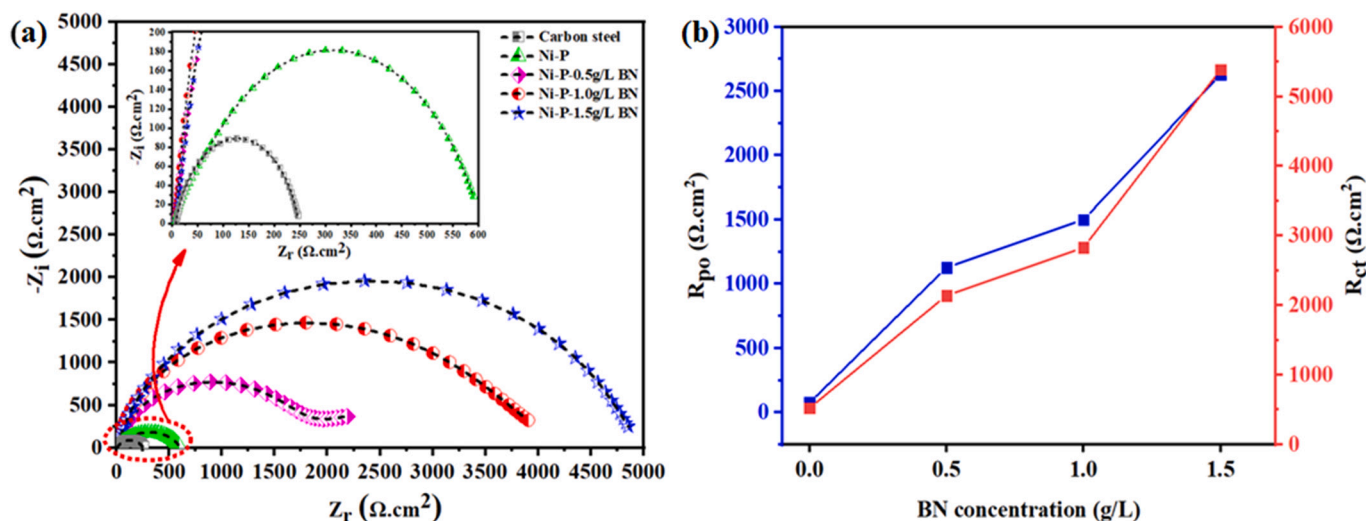 (a)
5000
4500
4000
3500
3000
2500
2000
1500
1000
500
0
-Zi (Ω.cm²)
0 500 1000 1500 2000 2500 3000 3500 4000 4500 5000
Zr (Ω.cm²)
200
180
160
140
120
100
80
60
40
20
0
-Zi (Ω.cm²)
0 50 100 150 200 250 300 350 400 450 500 550 600
Zr (Ω.cm²)
Carbon steel
Ni-P
Ni-P-0.5g/L BN
Ni-P-1.0g/L BN
Ni-P-1.5g/L BN
(b)
3000
2500
2000
1500
1000
500
0
Rpo (Ω.cm²)
0.0 0.5 1.0 1.5
BN concentration (g/L)
6000
5000
4000
3000
2000
1000
0
Rct (Ω.cm²)